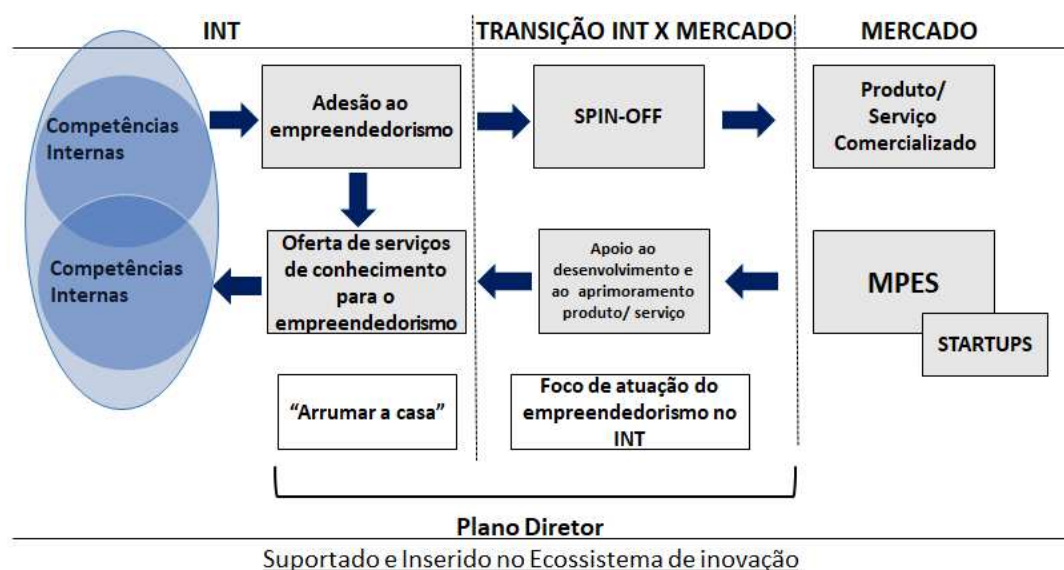 INT
TRANSIÇÃO INT X MERCADO
MERCADO
Competências
Internas
Adesão ao
empreendedorismo
SPIN-OFF
Produto/
Serviço
Comercializado
Competências
Internas
Oferta de serviços
de conhecimento
para o
empreendedorismo
Apoio ao
desenvolvimento e
ao aprimoramento
produto/ serviço
MPES
STARTUPS
“Arrumar a casa”
Foco de atuação do
empreendedorismo no
INT
Plano Diretor
Suportado e Inserido no Ecossistema de inovação